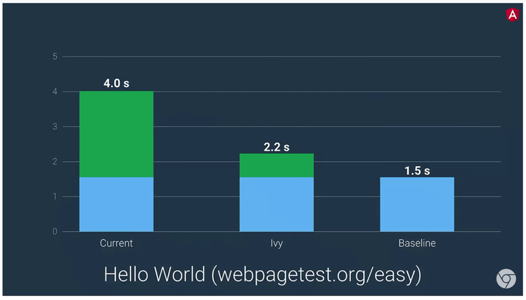 A
5
4
3
2
1
0
4.0 s
2.2 s
1.5 s
Current Ivy Baseline
Hello World (webpagetest.org/easy)